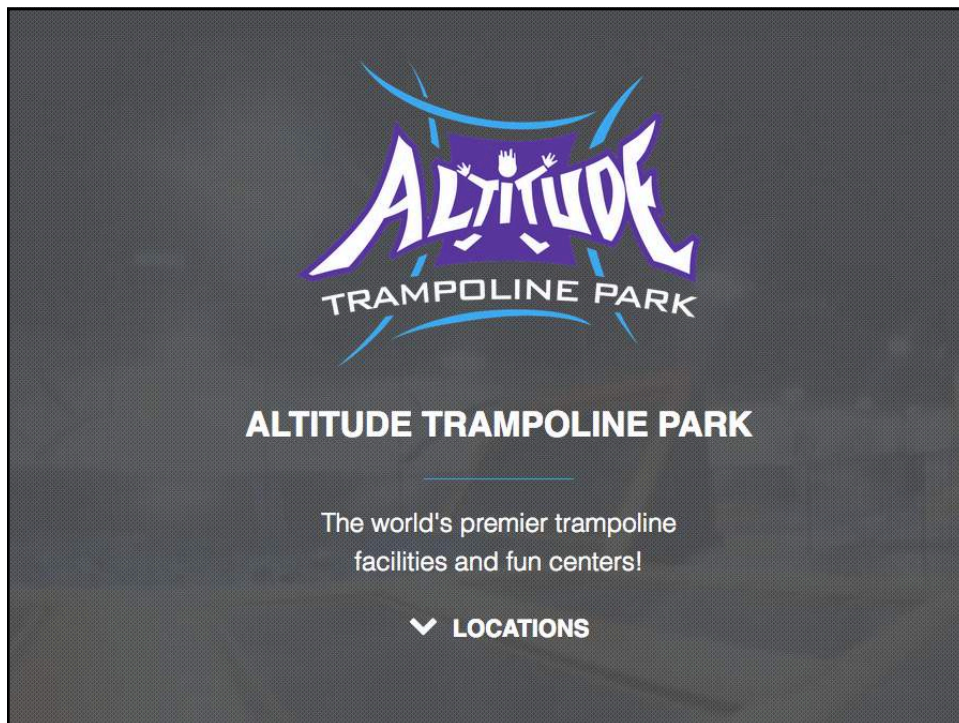 ALTITUDE
TRAMPOLINE PARK
ALTITUDE TRAMPOLINE PARK
The world's premier trampoline
facilities and fun centers!
LOCATIONS